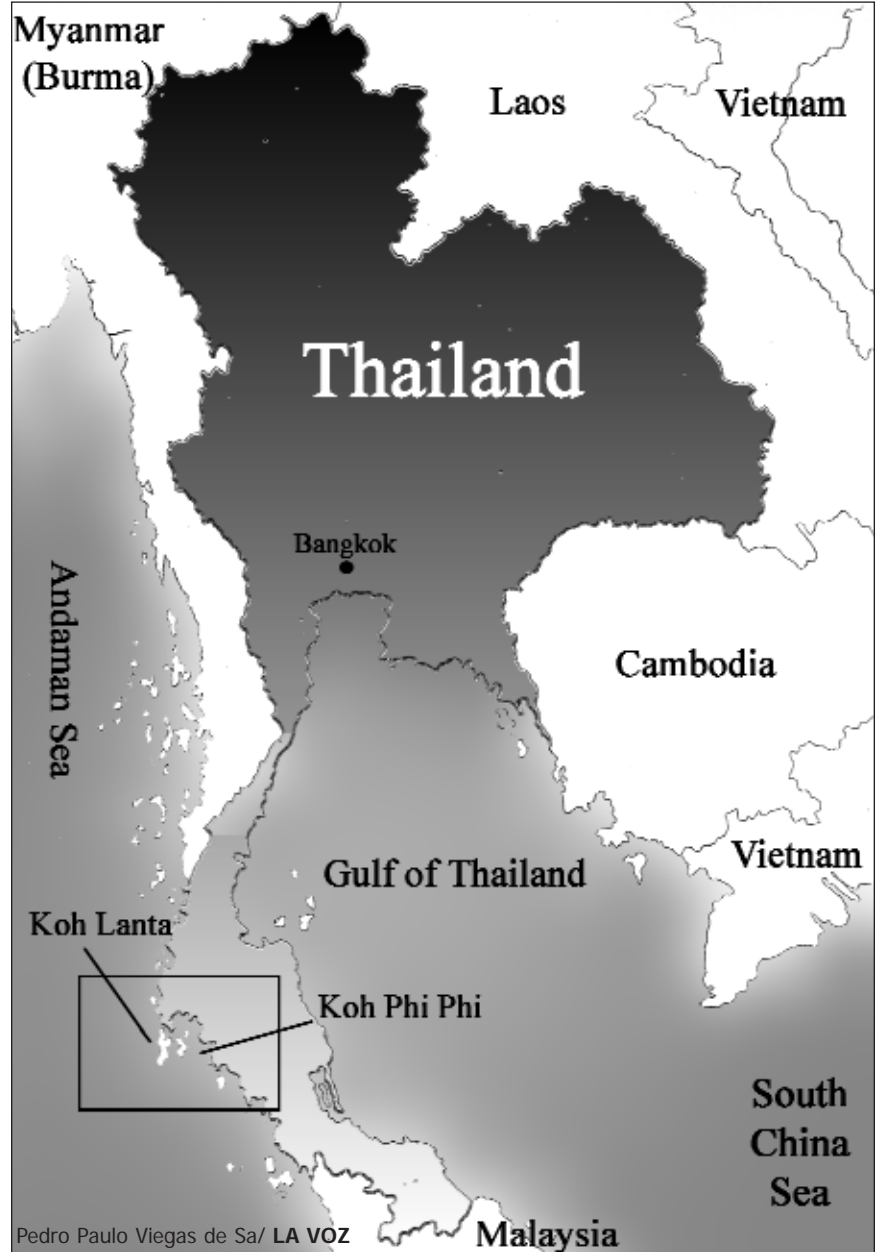 Myanmar
(Burma)
Laos
Vietnam
Thailand
Bangkok
Andaman Sea
Cambodia
Gulf of Thailand
Vietnam
Koh Lanta
Koh Phi Phi
South
China
Sea
Malaysia
Pedro Paulo Viegas de Sa/ LA VOZ